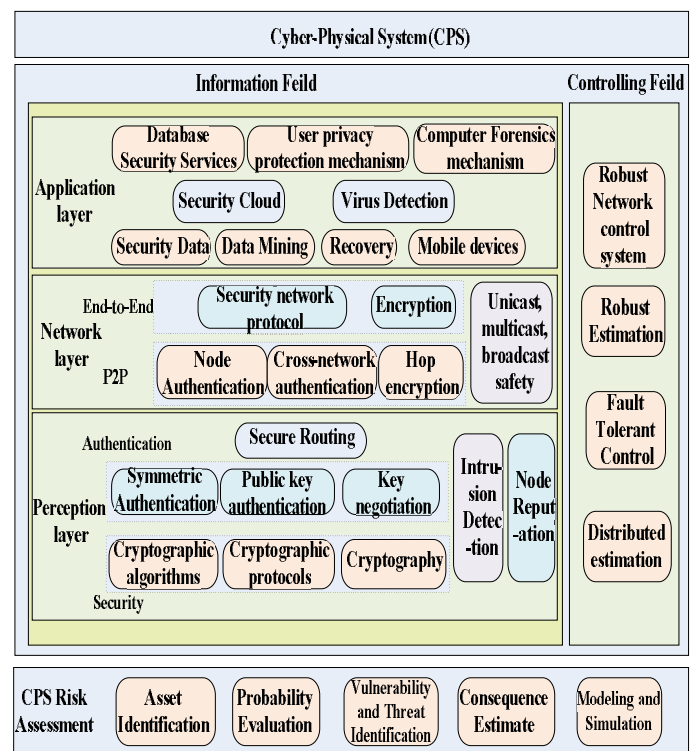 Cyber-Physical System(CPS)
Information Feild
Controlling Feild
Application
layer
Database
Security Services
User privacy
protection mechanism
Computer Forensics
mechanism
Security Cloud
Virus Detection
Security Data
Data Mining
Recovery
Mobile devices
Network
layer
End-to-End
Security network
protocol
Encryption
P2P
Node
Authentication
Cross-network
authentication
Hop
encryption
Unicast,
multicast,
broadcast
safety
Perception
layer
Secure Routing
Authentication
Symmetric
Authentication
Public key
authentication
Key
negotiation
Cryptographic
algorithms
Cryptographic
protocols
Cryptography
Security
Intru-
sion
Detec
-tion
Node
Reput
-ation
Robust
Network
control
system
Robust
Estimation
Fault
Tolerant
Control
Distributed
estimation
CPS Risk
Assessment
Asset
Identification
Probability
Evaluation
Vulnerability
and Threat
Identification
Consequence
Estimate
Modeling and
Simulation